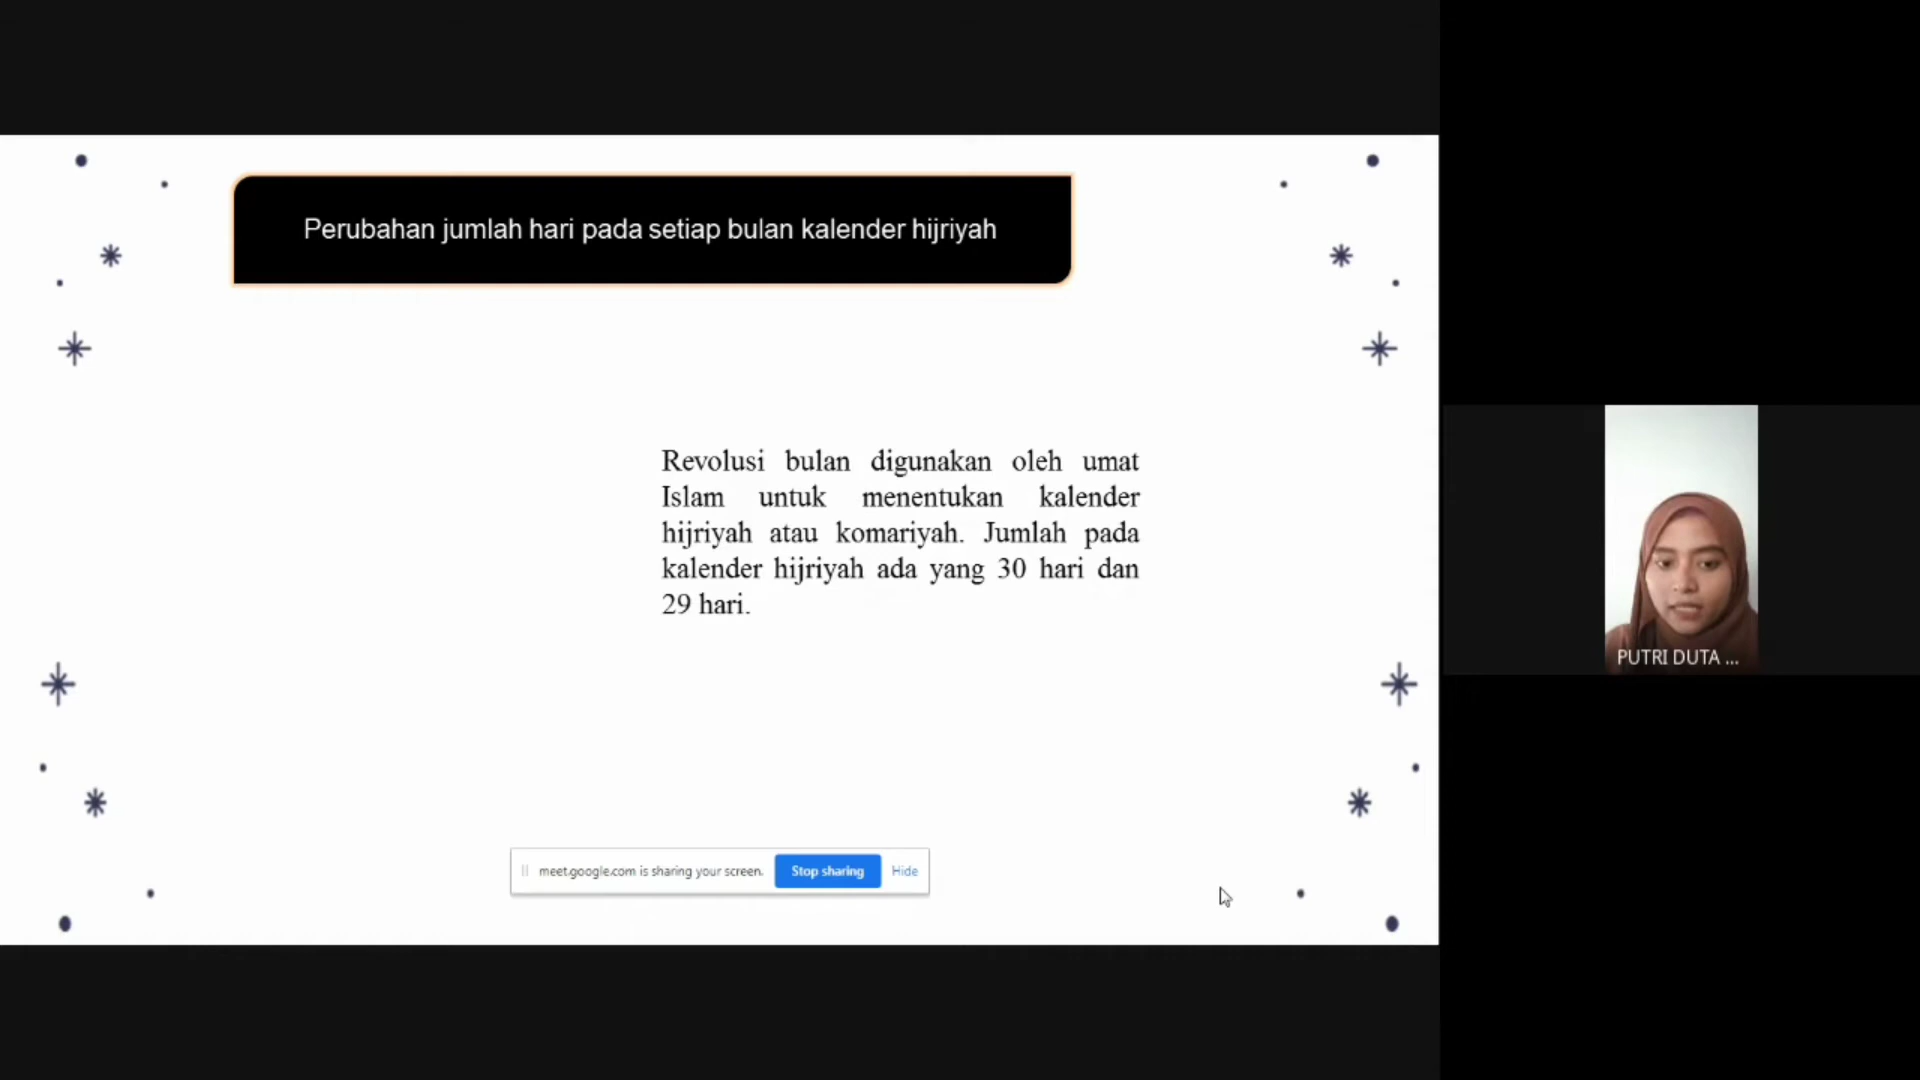 Perubahan jumlah hari pada setiap bulan kalender hijriyah
Revolusi bulan digunakan oleh umat
Islam untuk menentukan kalender
hijriyah atau komariyah. Jumlah pada
kalender hijriyah ada yang 30 hari dan
29 hari.
meet.google.com is sharing your screen.
Stop sharing
Hide
PUTRI DUTA ...